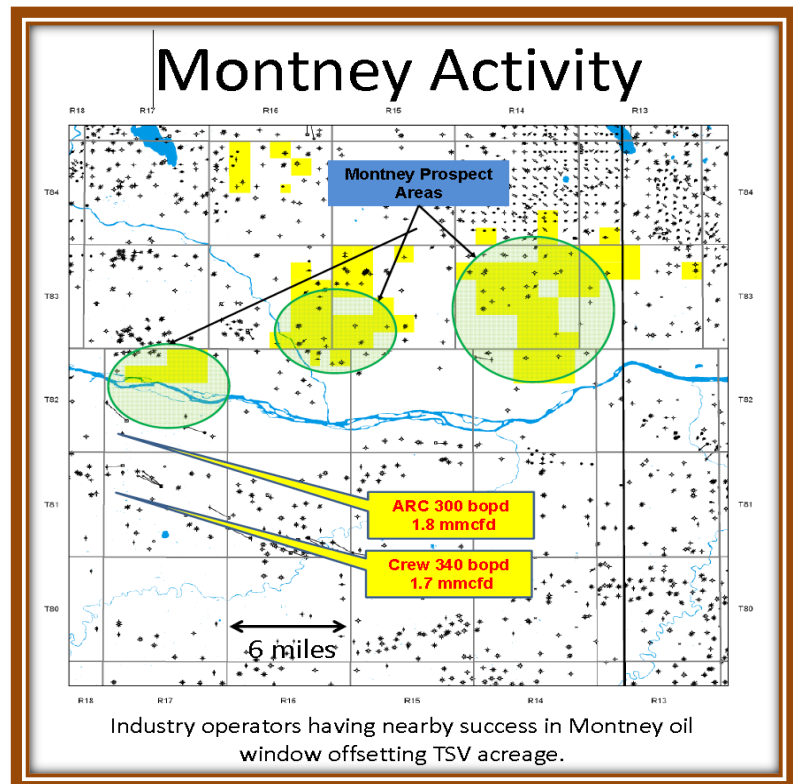 Montney Activity
R18 R17 R16 R15 R14 R13
Montney Prospect
Areas
T84 T84
T83 T83
T82 T82
ARC 300 bopd
1.8 mmcfd
T81 T81
Crew 340 bopd
1.7 mmcfd
T80 T80
6 miles
R18 R17 R16 R15 R14 R13
Industry operators having nearby success in Montney oil
window offsetting TSV acreage.